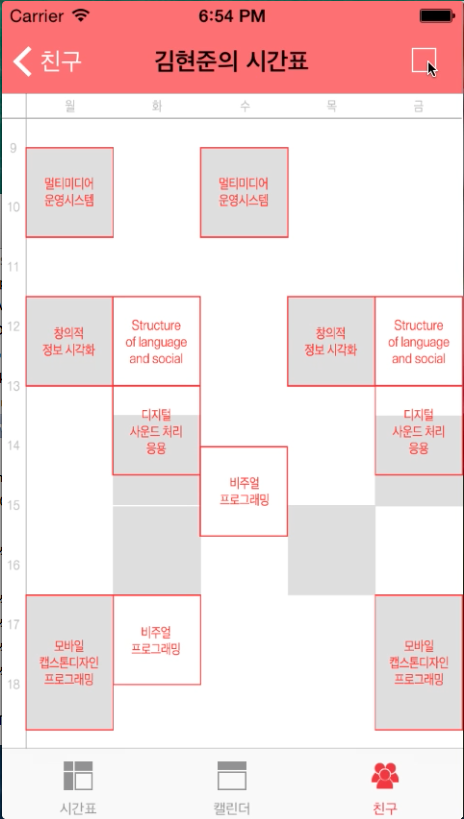 Carrier 6:54 PM
친구 김현준의 시간표
월 화 수 목 금
9
멀티미디어
운영시스템
멀티미디어
운영시스템
10
11
12
창의적
정보 시각화
Structure
of language
and social
창의적
정보 시각화
Structure
of language
and social
13
디지털
사운드 처리
응용
디지털
사운드 처리
응용
14
비주얼
프로그래밍
15
16
17
모바일
캡스톤디자인
프로그래밍
비주얼
프로그래밍
모바일
캡스톤디자인
프로그래밍
18
시간표 캘린더 친구